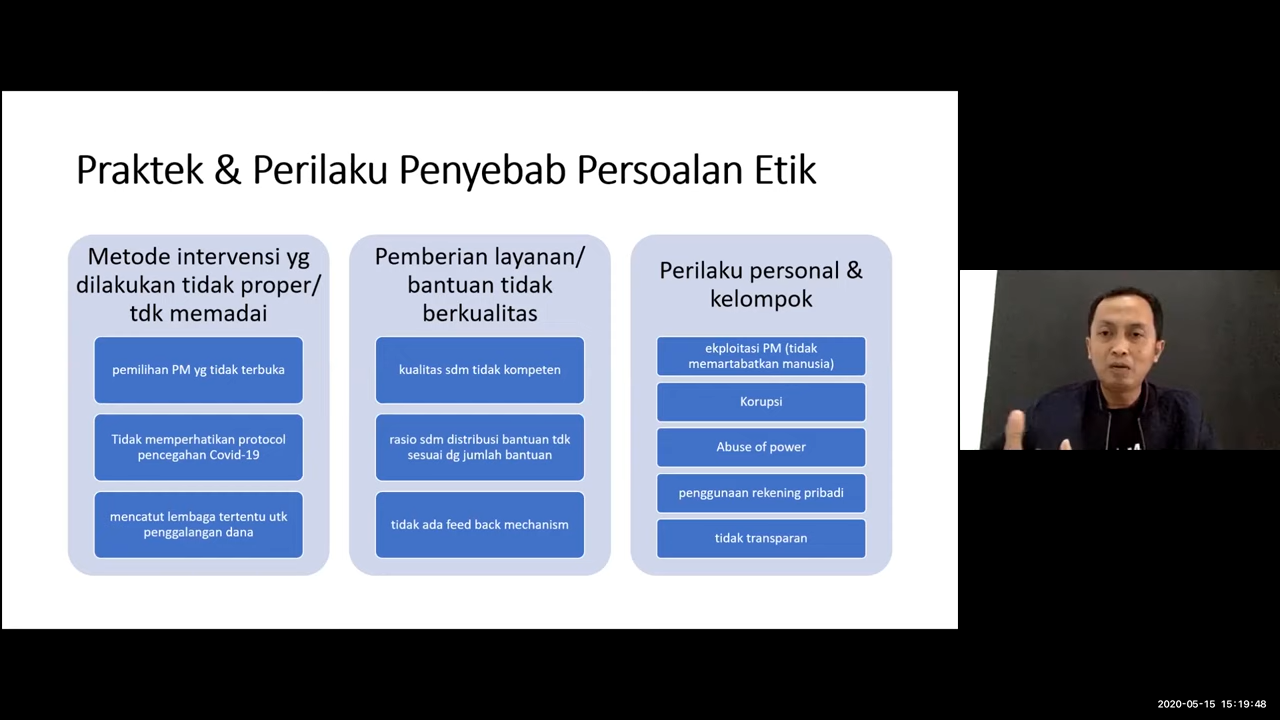 Praktek & Perilaku Penyebab Persoalan Etik
Metode intervensi yg
dilakukan tidak proper/
tdk memadai
pemilihan PM yg tidak terbuka
Tidak memperhatikan protocol
pencegahan Covid-19
mencatut lembaga tertentu utk
penggalangan dana
Pemberian layanan/
bantuan tidak
berkualitas
kualitas sdm tidak kompeten
rasio sdm distribusi bantuan tdk
sesuai dg jumlah bantuan
tidak ada feed back mechanism
Perilaku personal &
kelompok
ekploitasi PM (tidak
memartabatkan manusia)
Korupsi
Abuse of power
penggunaan rekening pribadi
tidak transparan
2020-05-15 15:19:48